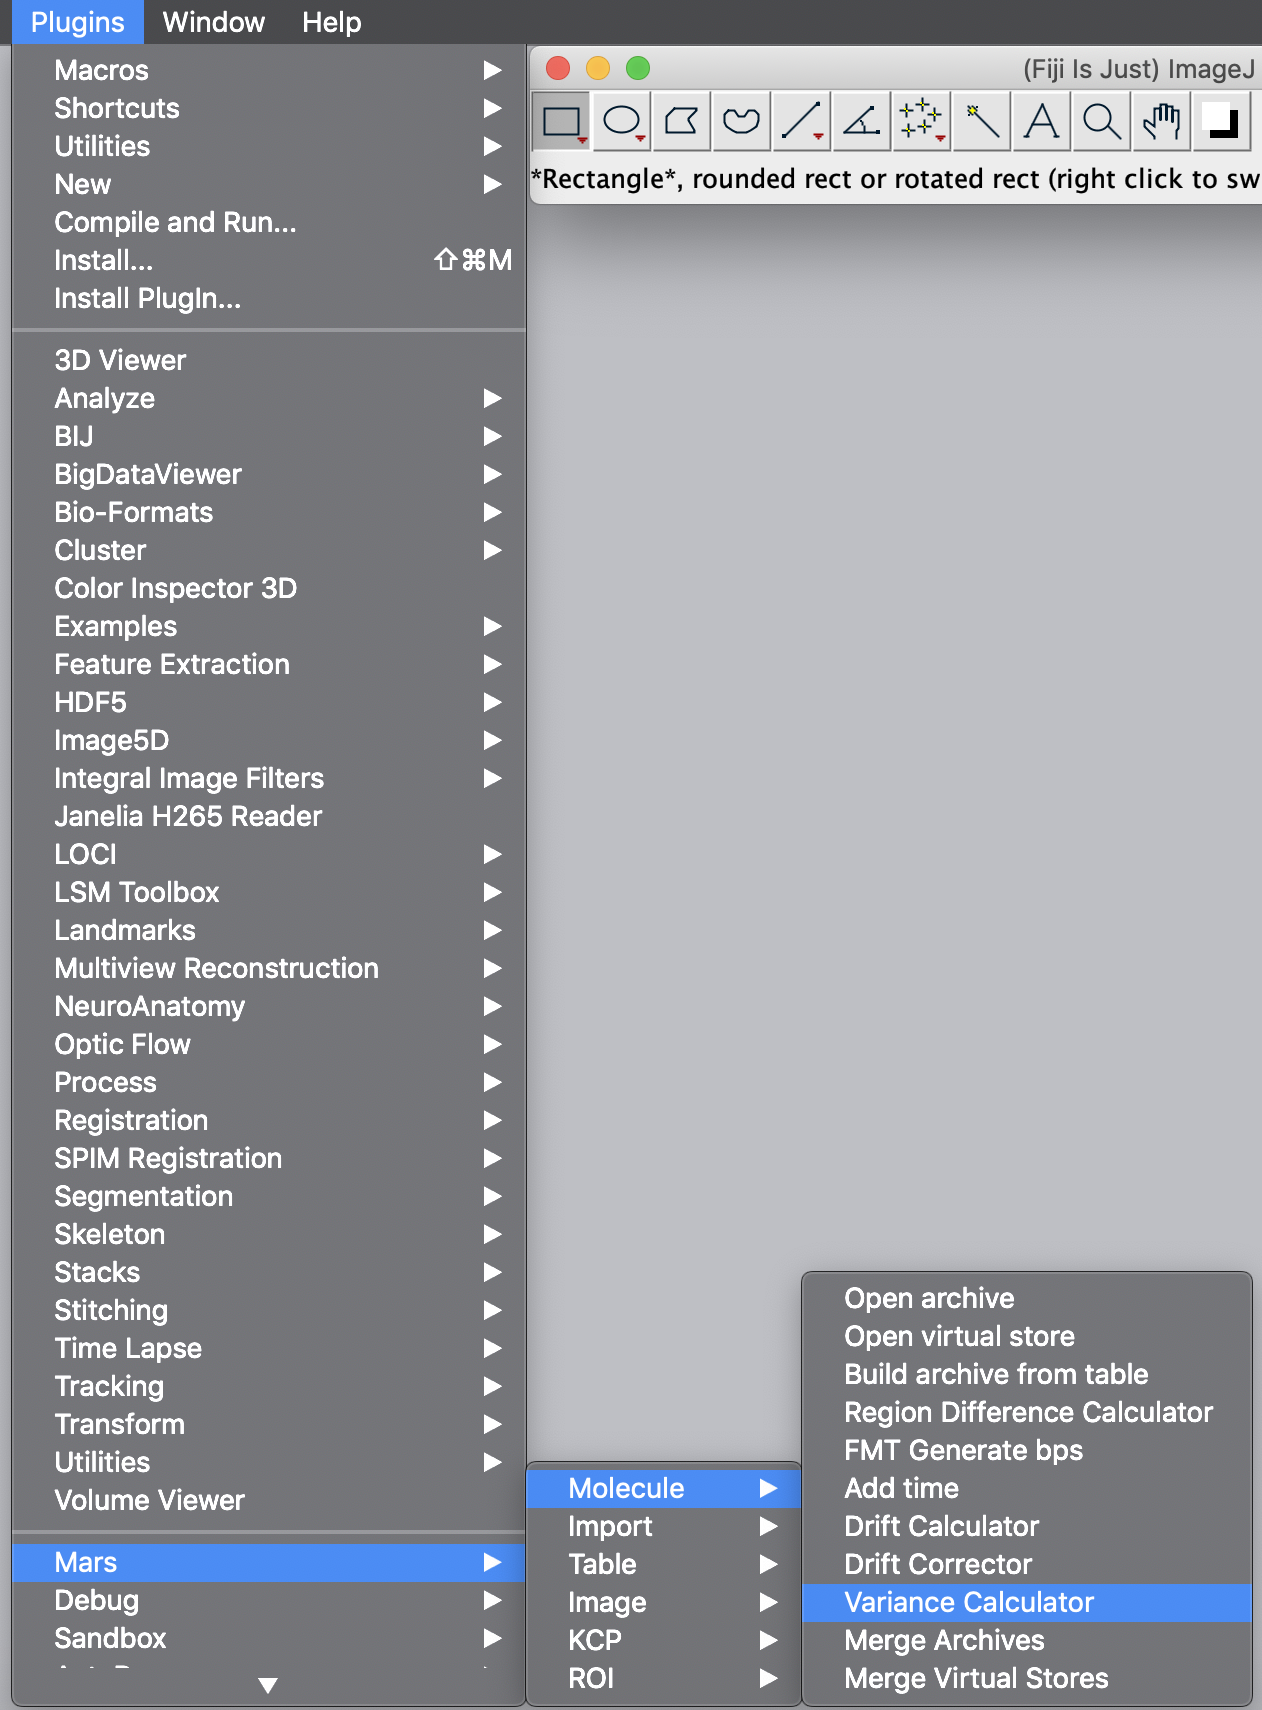 Plugins Window Help
Macros
Shortcuts
Utilities
New
Compile and Run...
Install... ⇧⌘M
Install PlugIn...
3D Viewer
Analyze
BIJ
BigDataViewer
Bio-Formats
Cluster
Color Inspector 3D
Examples
Feature Extraction
HDF5
Image5D
Integral Image Filters
Janelia H265 Reader
LOCI
LSM Toolbox
Landmarks
Multiview Reconstruction
NeuroAnatomy
Optic Flow
Process
Registration
SPIM Registration
Segmentation
Skeleton
Stacks
Stitching
Time Lapse
Tracking
Transform
Utilities
Volume Viewer
Mars
Debug
Sandbox
(Fiji Is Just) ImageJ
A
*Rectangle*, rounded rect or rotated rect (right click to sw
Molecule
Import
Table
Image
KCP
ROI
Open archive
Open virtual store
Build archive from table
Region Difference Calculator
FMT Generate bps
Add time
Drift Calculator
Drift Corrector
Variance Calculator
Merge Archives
Merge Virtual Stores